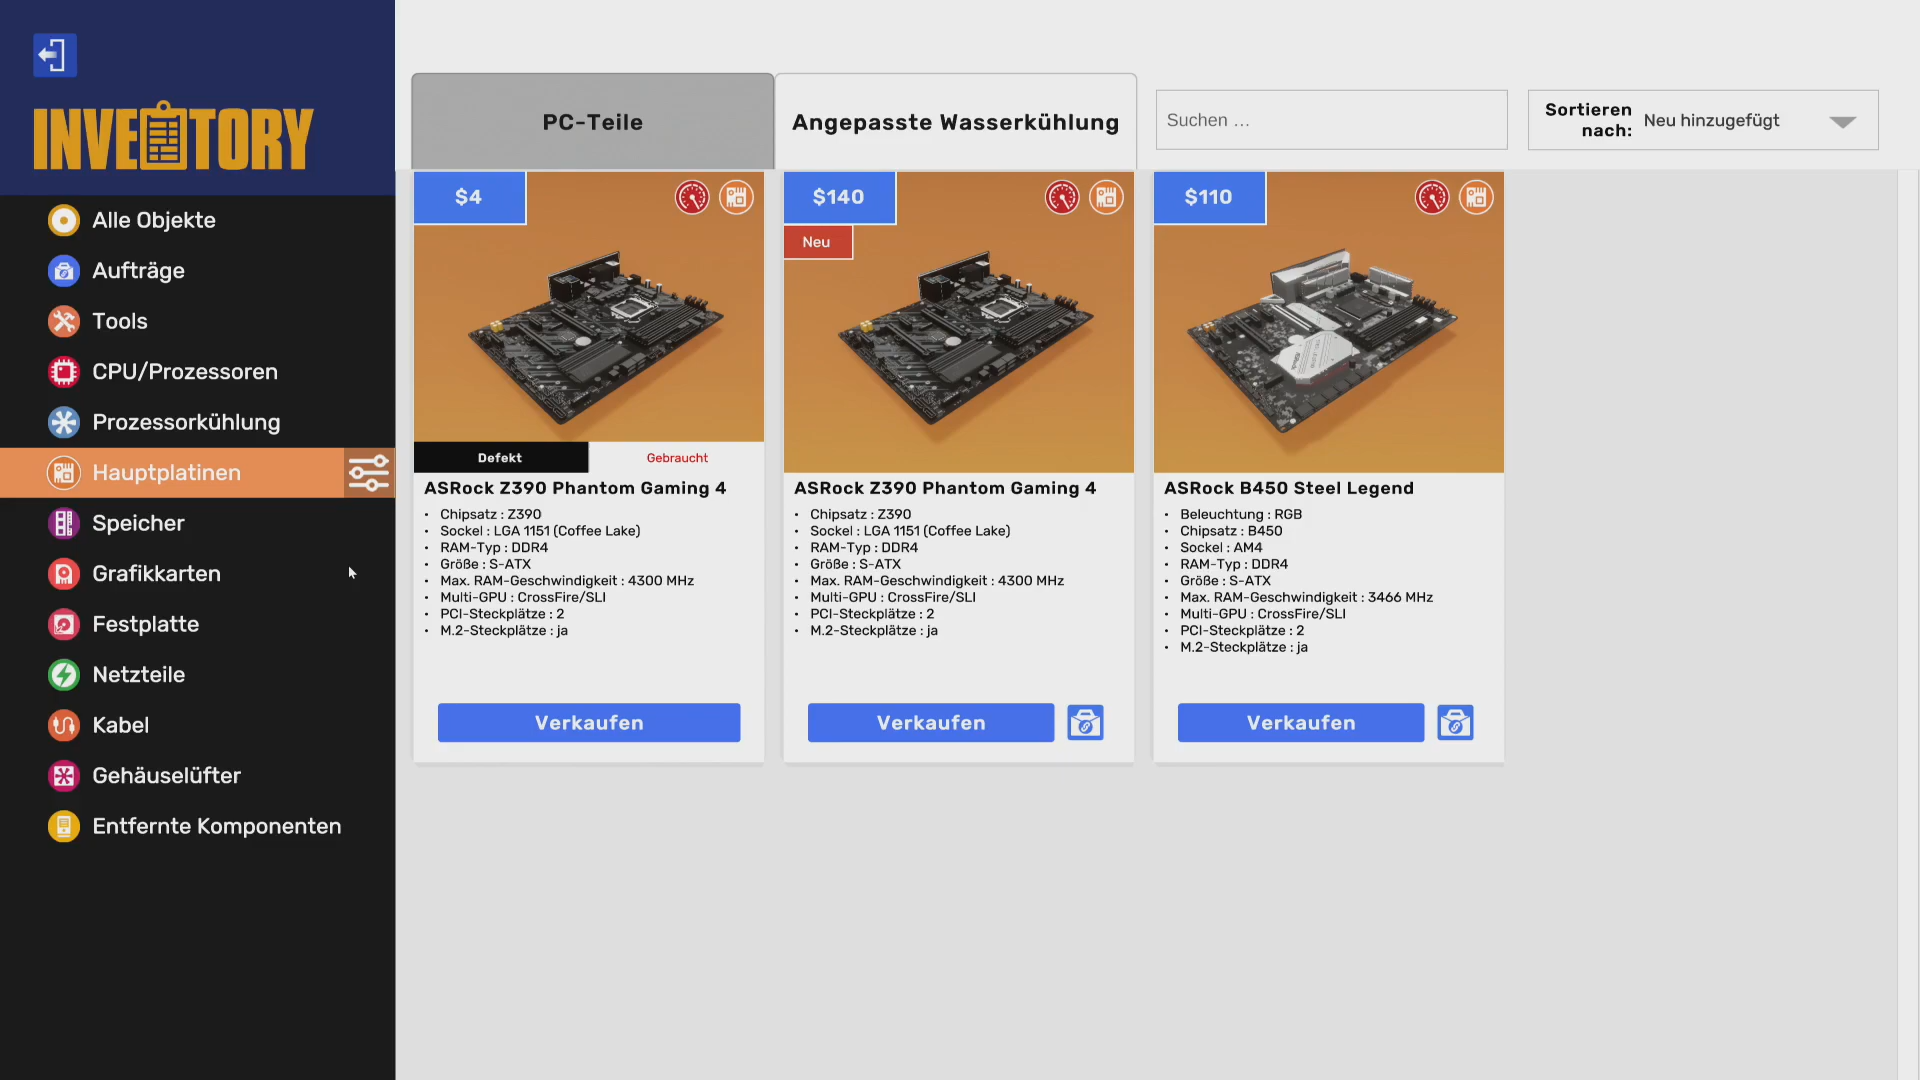 INVENTORY
Alle Objekte
Aufträge
Tools
CPU/Prozessoren
Prozessorkühlung
Hauptplatinen
Speicher
Grafikkarten
Festplatte
Netzteile
Kabel
Gehäuselüfter
Entfernte Komponenten
PC-Teile
Angepasste Wasserkühlung
Suchen ...
Sortieren nach: Neu hinzugefügt
$4
Defekt
Gebraucht
ASRock Z390 Phantom Gaming 4
• Chipsatz : Z390
• Sockel : LGA 1151 (Coffee Lake)
• RAM-Typ : DDR4
• Größe : S-ATX
• Max. RAM-Geschwindigkeit : 4300 MHz
• Multi-GPU : CrossFire/SLI
• PCI-Steckplätze : 2
• M.2-Steckplätze : ja
Verkaufen
$140
Neu
ASRock Z390 Phantom Gaming 4
• Chipsatz : Z390
• Sockel : LGA 1151 (Coffee Lake)
• RAM-Typ : DDR4
• Größe : S-ATX
• Max. RAM-Geschwindigkeit : 4300 MHz
• Multi-GPU : CrossFire/SLI
• PCI-Steckplätze : 2
• M.2-Steckplätze : ja
Verkaufen
$110
ASRock B450 Steel Legend
• Beleuchtung : RGB
• Chipsatz : B450
• Sockel : AM4
• RAM-Typ : DDR4
• Größe : S-ATX
• Max. RAM-Geschwindigkeit : 3466 MHz
• Multi-GPU : CrossFire/SLI
• PCI-Steckplätze : 2
• M.2-Steckplätze : ja
Verkaufen